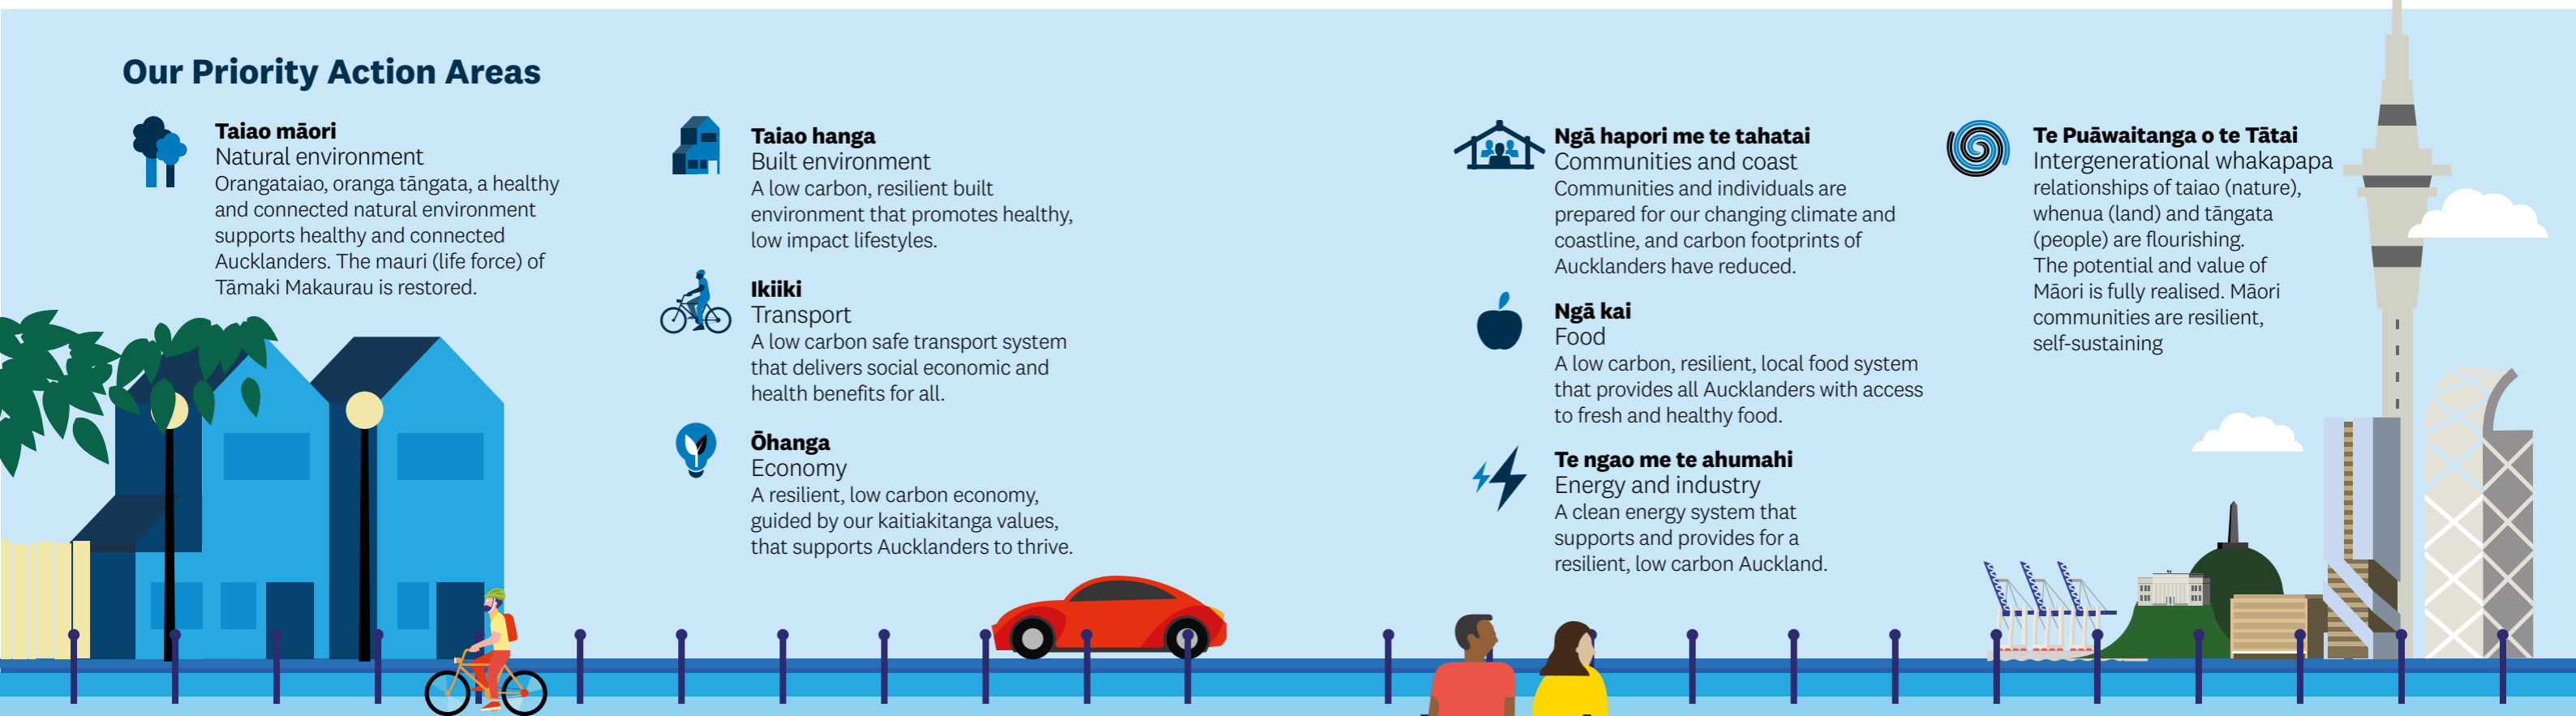 Our Priority Action Areas
Taiao māori
Natural environment
Orangataiao, oranga tāngata, a healthy
and connected natural environment
supports healthy and connected
Aucklanders. The mauri (life force) of
Tāmaki Makaurau is restored.
Taiao hanga
Built environment
A low carbon, resilient built
environment that promotes healthy,
low impact lifestyles.
Ikiiki
Transport
A low carbon safe transport system
that delivers social economic and
health benefits for all.
Ōhanga
Economy
A resilient, low carbon economy,
guided by our kaitiakitanga values,
that supports Aucklanders to thrive.
Ngā hapori me te tahatai
Communities and coast
Communities and individuals are
prepared for our changing climate and
coastline, and carbon footprints of
Aucklanders have reduced.
Ngā kai
Food
A low carbon, resilient, local food system
that provides all Aucklanders with access
to fresh and healthy food.
Te ngao me te ahumahi
Energy and industry
A clean energy system that
supports and provides for a
resilient, low carbon Auckland.
Te Puāwaitanga o te Tātai
Intergenerational whakapapa
relationships of taiao (nature),
whenua (land) and tāngata
(people) are flourishing.
The potential and value of
Māori is fully realised. Māori
communities are resilient,
self-sustaining